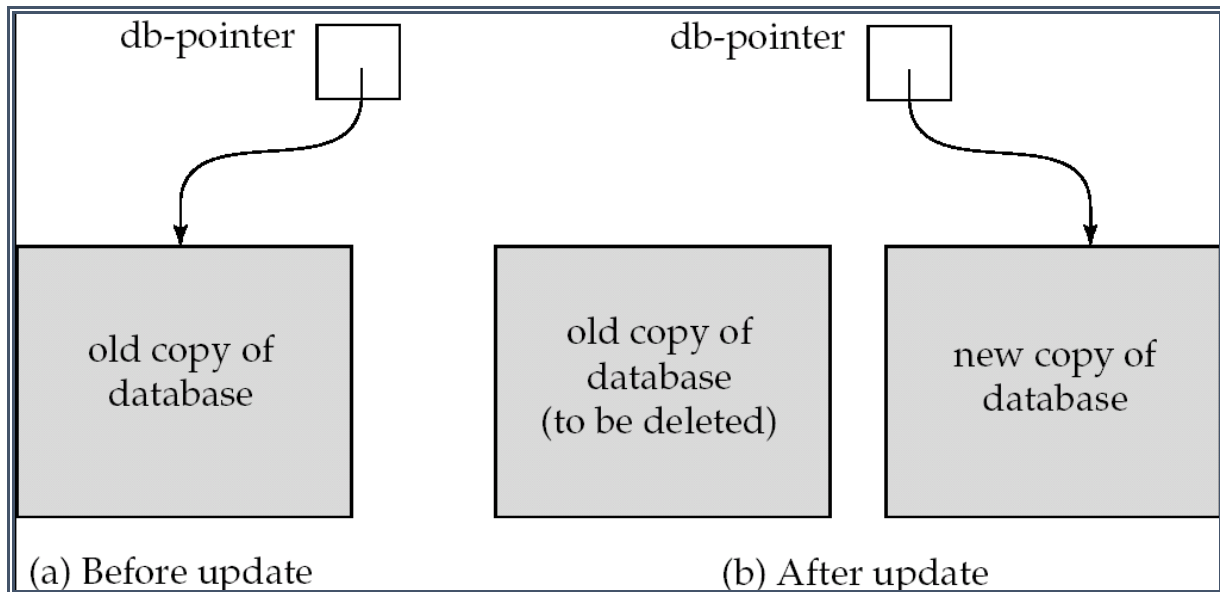 db-pointer
old copy of
database
(a) Before update
db-pointer
old copy of
database
(to be deleted)
new copy of
database
(b) After update